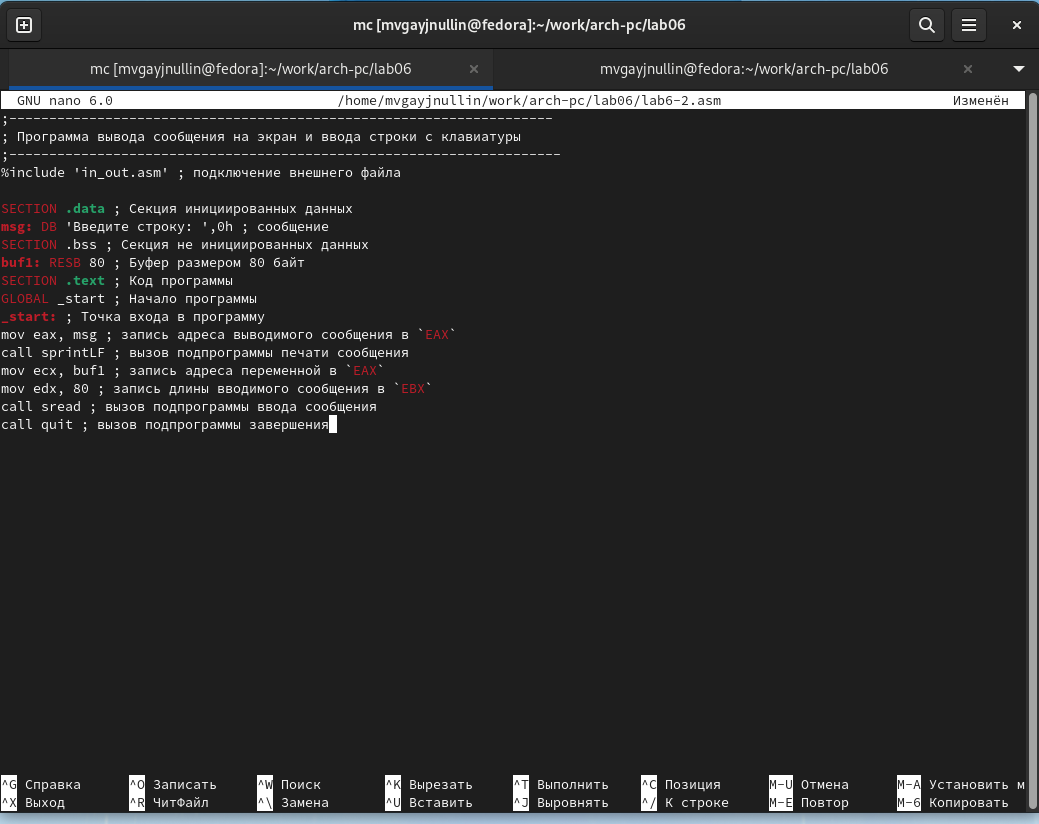 mc [mvgayjnullin@fedora]:~/work/arch-pc/lab06
mc [mvgayjnullin@fedora]:~/work/arch-pc/lab06 mvgayjnullin@fedora:~/work/arch-pc/lab06
GNU nano 6.0 /home/mvgayjnullin/work/arch-pc/lab06/lab6-2.asm Изменён
;--------------------------------------------------------------------
; Программа вывода сообщения на экран и ввода строки с клавиатуры
;---------------------------------------------------------------------
%include 'in_out.asm' ; подключение внешнего файла
SECTION .data ; Секция инициированных данных
msg: DB 'Введите строку: ',0h ; сообщение
SECTION .bss ; Секция не инициированных данных
buf1: RESB 80 ; Буфер размером 80 байт
SECTION .text ; Код программы
GLOBAL _start ; Начало программы
_start: ; Точка входа в программу
mov eax, msg ; запись адреса выводимого сообщения в `EAX`
call sprintLF ; вызов подпрограммы печати сообщения
mov ecx, buf1 ; запись адреса переменной в `EAX`
mov edx, 80 ; запись длины вводимого сообщения в `EBX`
call sread ; вызов подпрограммы ввода сообщения
call quit ; вызов подпрограммы завершения
^G Справка ^O Записать ^W Поиск ^K Вырезать ^T Выполнить ^C Позиция M-U Отмена M-A Установить м
^X Выход ^R ЧитФайл ^\ Замена ^U Вставить ^J Выровнять ^/ К строке M-E Повтор M-6 Копировать